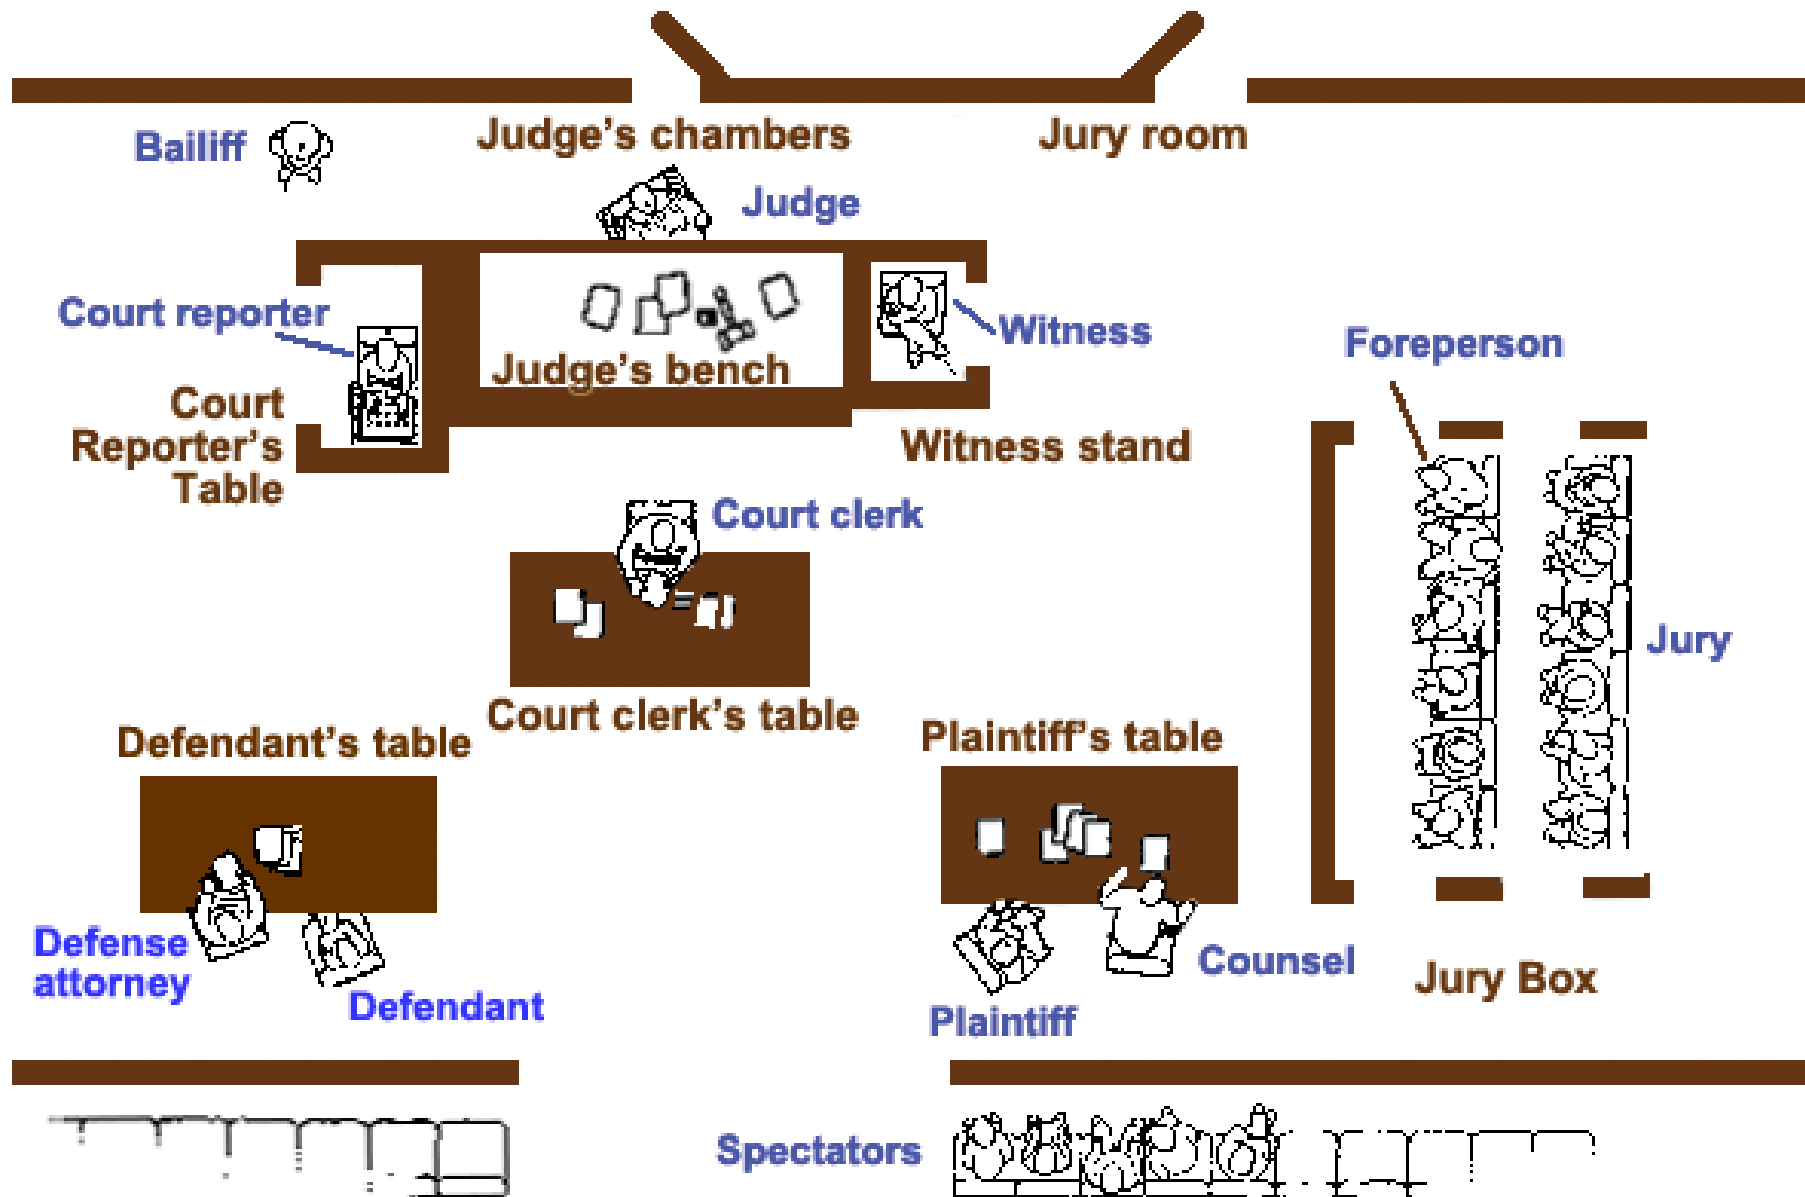 Judge's chambers
Jury room
Bailiff
Judge
Court reporter
Witness
Foreperson
Judge's bench
Court
Reporter's
Table
Witness stand
Court clerk
Jury
Court clerk's table
Defendant's table
Plaintiff's table
Defense
attorney
Defendant
Counsel
Plaintiff
Jury Box
Spectators